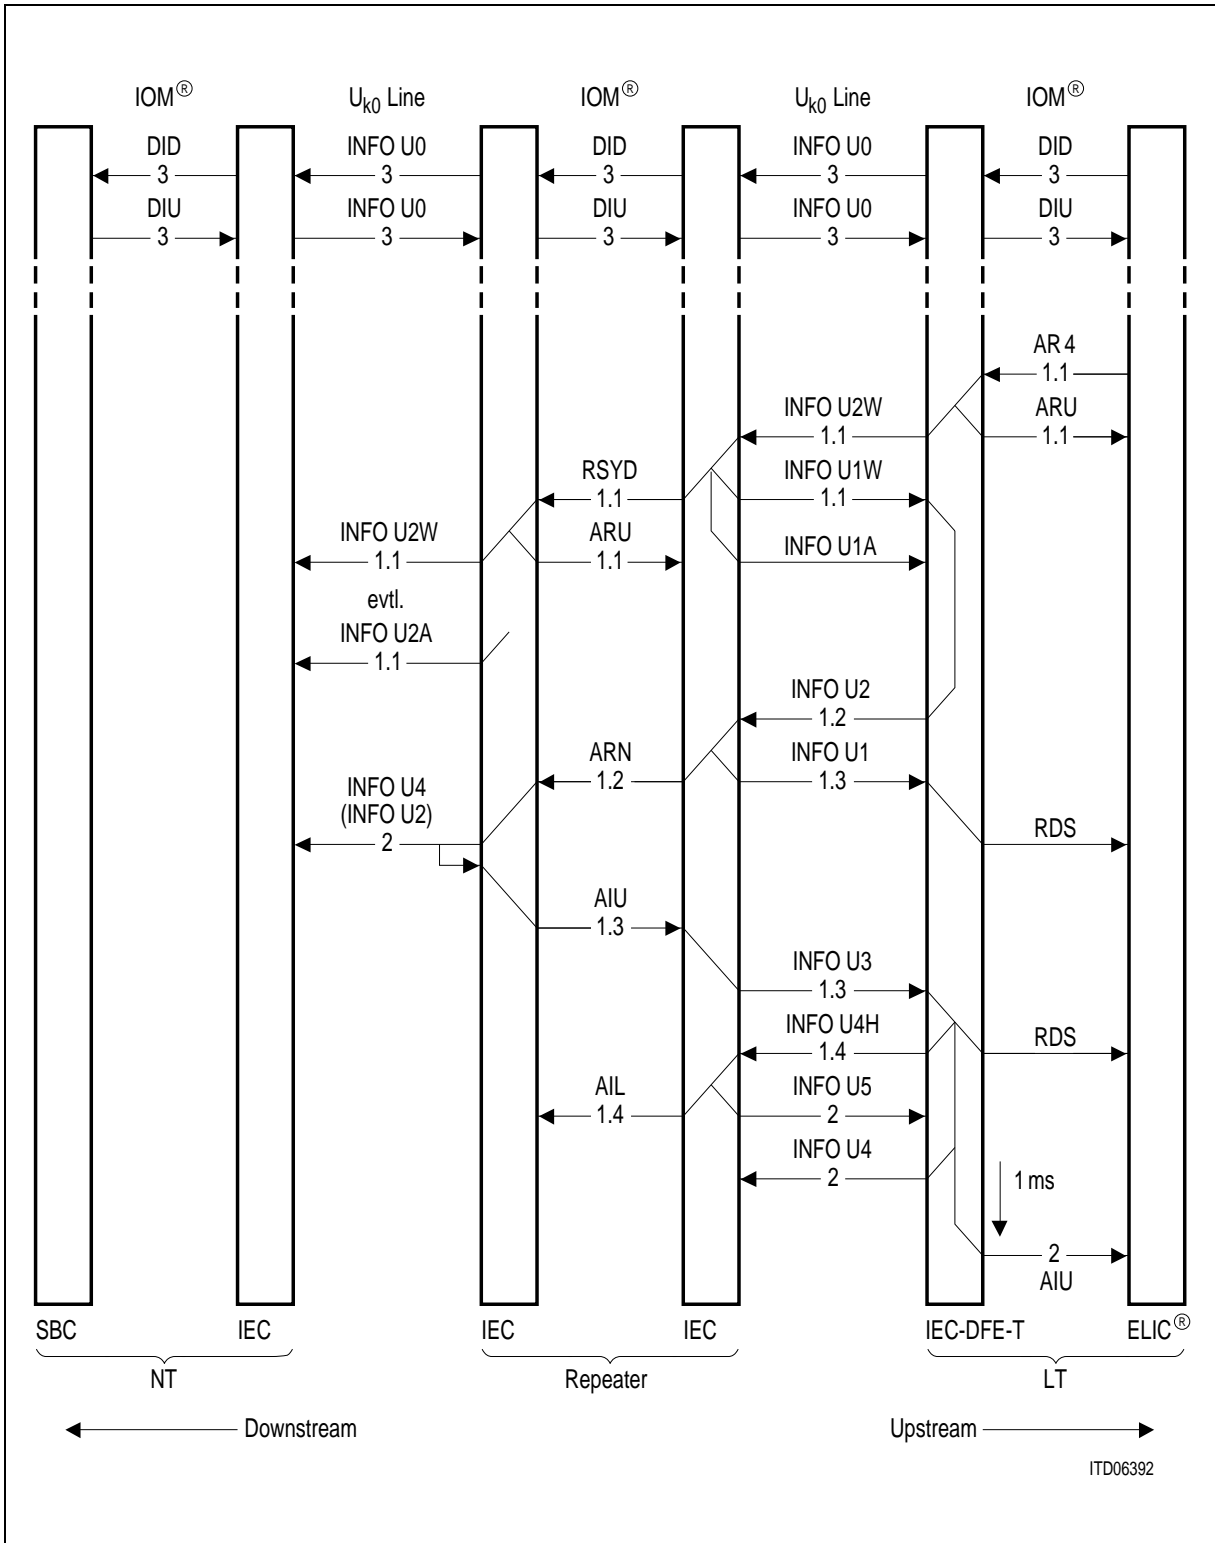 IOM® Uk0 Line IOM® Uk0 Line IOM®
DID INFO U0 DID INFO U0 DID
3 3 3 3 3
DIU INFO U0 DIU INFO U0 DIU
3 3 3 3 3
AR 4
1.1
INFO U2W ARU
1.1 1.1
RSYD INFO U1W
1.1 1.1
INFO U2W ARU INFO U1A
1.1 1.1
evtl.
INFO U2A
1.1
INFO U2
1.2
ARN INFO U1
1.2 1.3
INFO U4
(INFO U2) RDS
2
AIU
1.3
INFO U3
1.3
INFO U4H RDS
1.4
AIL INFO U5
1.4 2
INFO U4
2 1 ms
2
AIU
SBC IEC IEC IEC IEC-DFE-T ELIC®
NT Repeater LT
Downstream Upstream
ITD06392